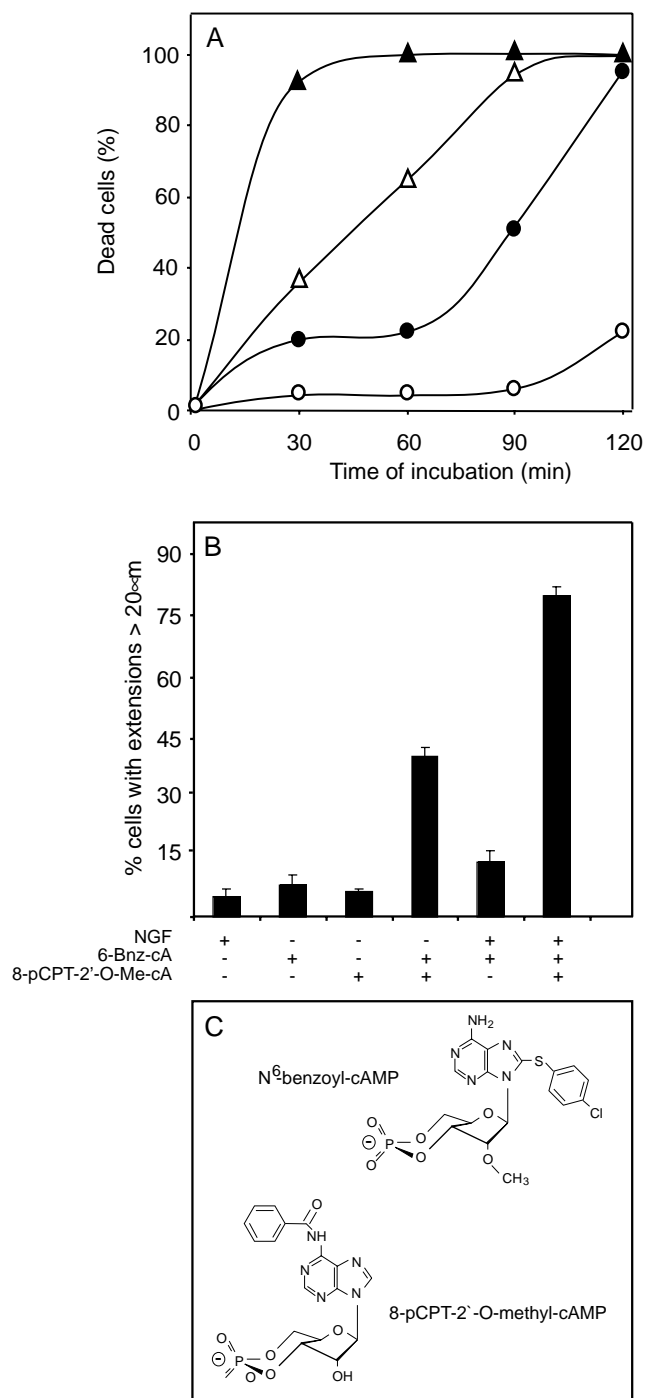 A
Dead cells (%)
100
80
60
40
20
0
0 30 60 90 120
Time of incubation (min)
B
% cells with extensions > 20∝m
90
75
60
45
30
15
NGF + - - - + +
6-Bnz-cA - + - + + +
8-pCPT-2'-O-Me-cA - - + + - +
C
N6-benzoyl-cAMP
NH2
N
N
N
N
S
Cl
O
O
P
O
O
O
O
CH3
O
NH
N
N
N
N
8-pCPT-2`-O-methyl-cAMP
O
O
P
O
O
O
OH